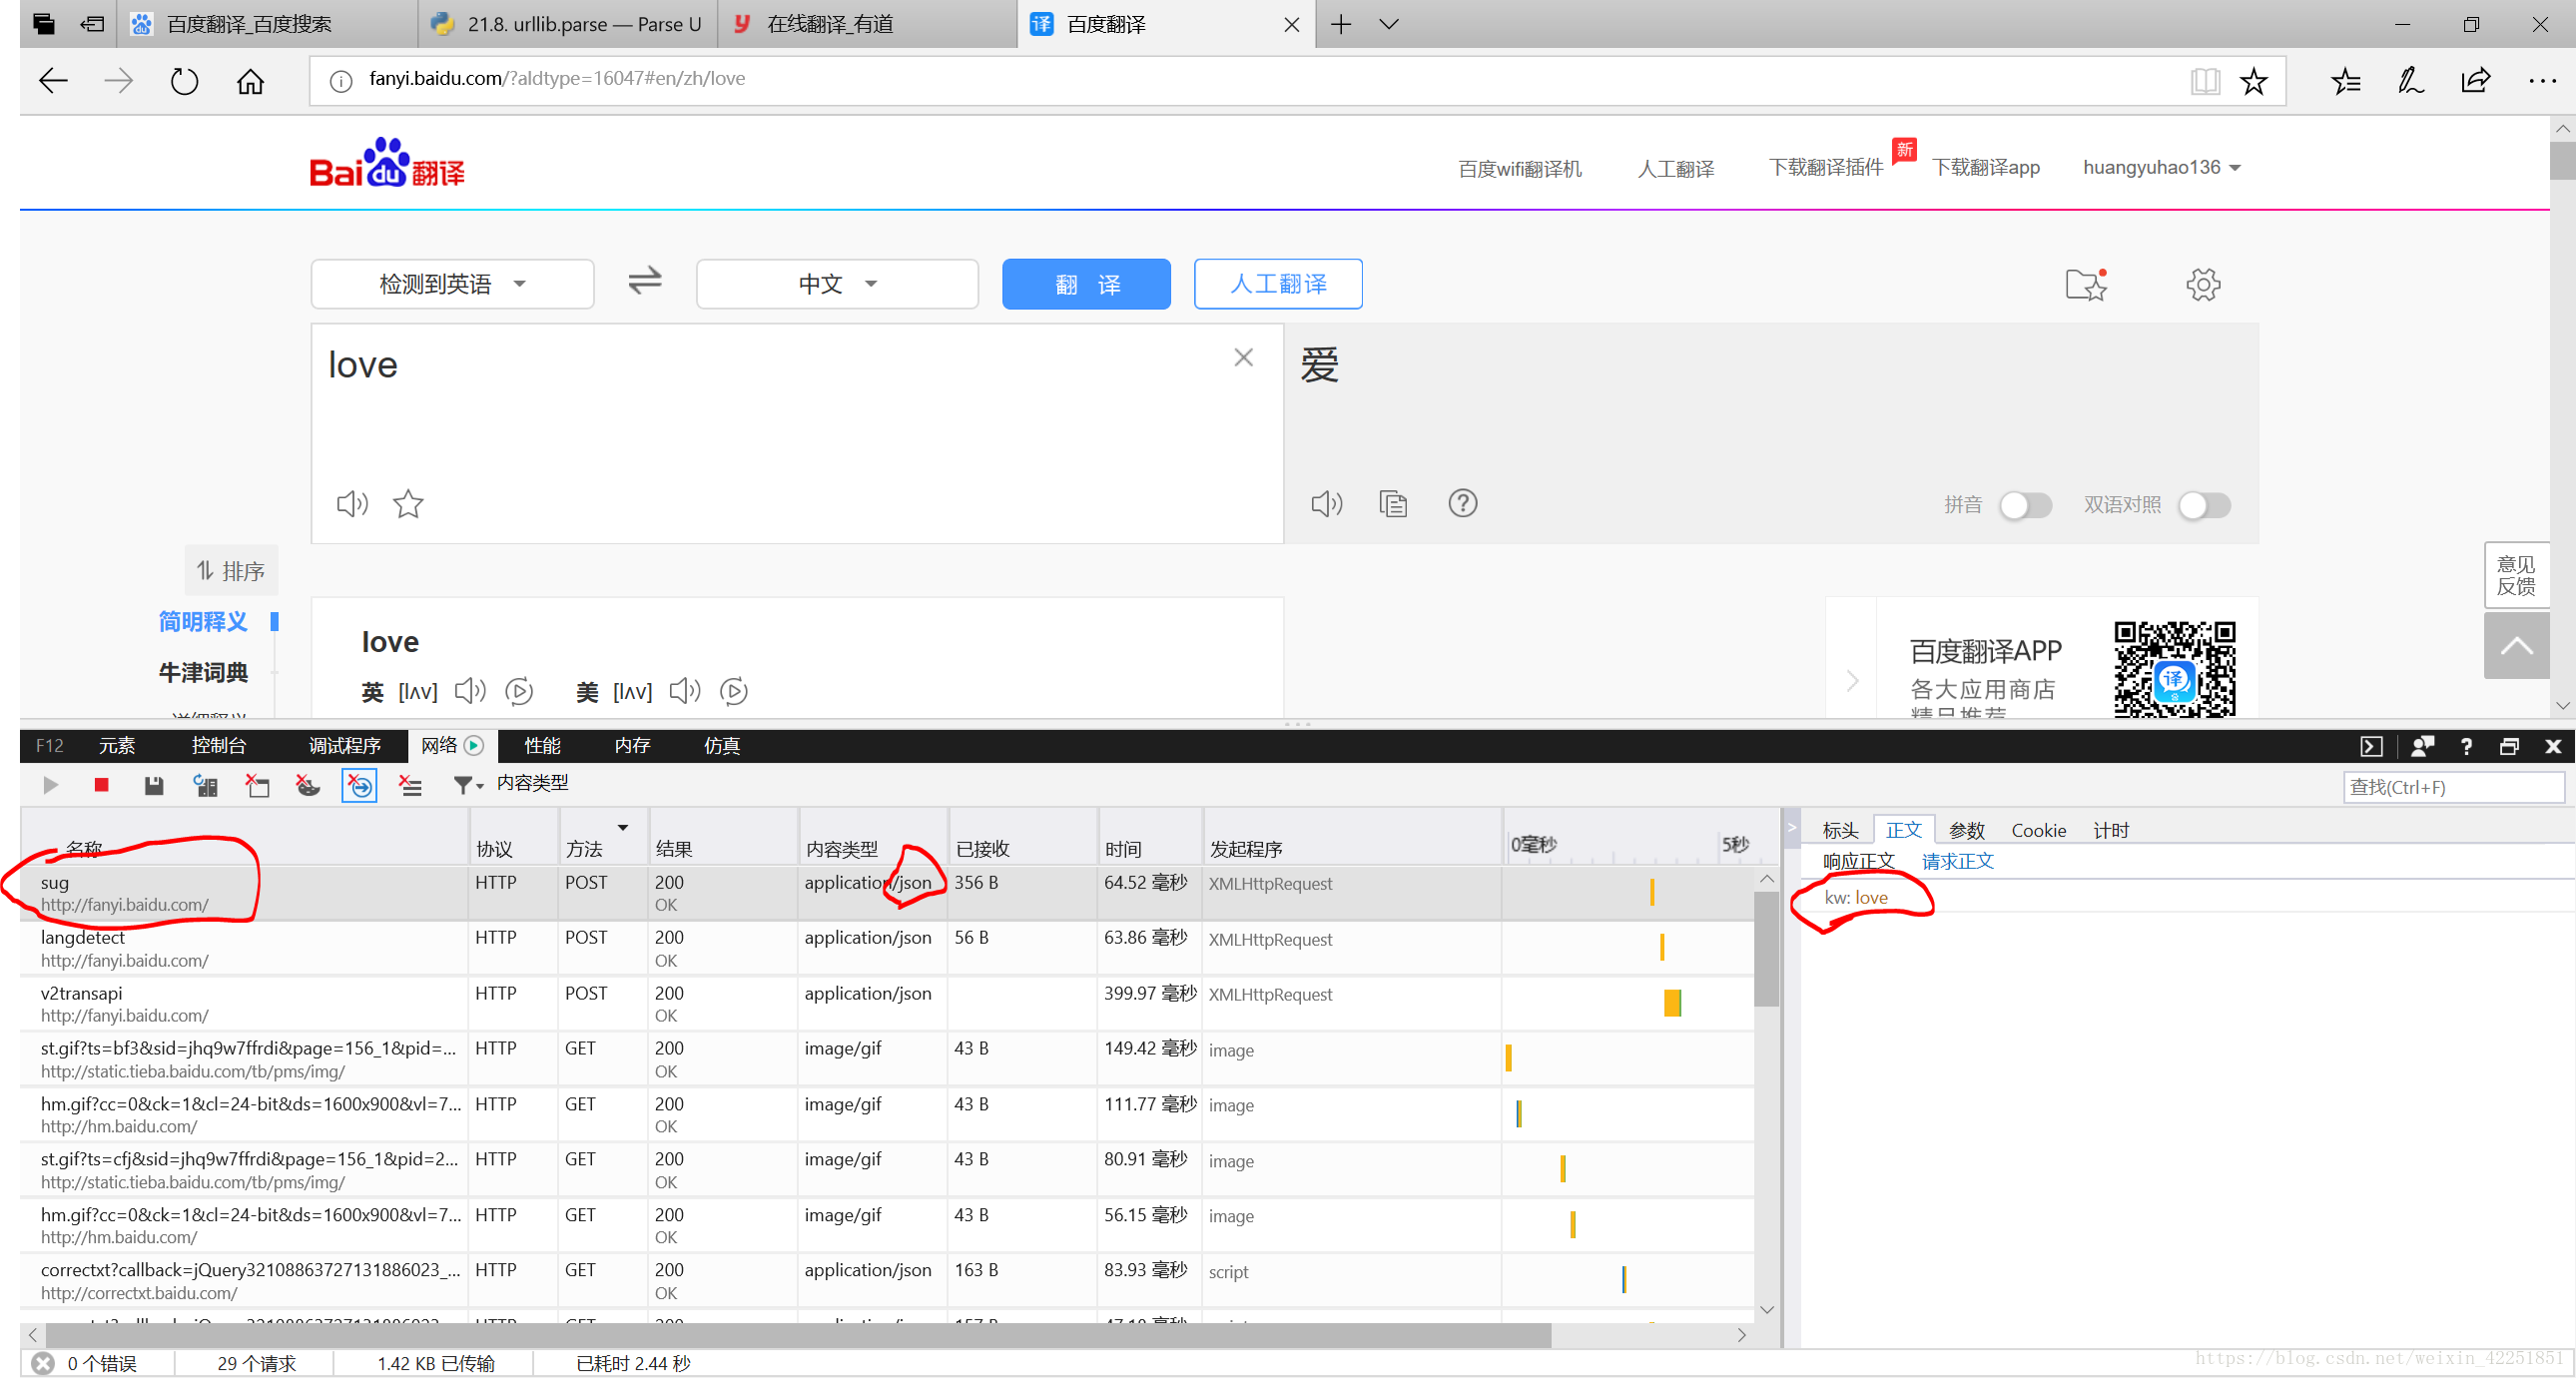 百度翻译_百度搜索 21.8. urllib.parse — Parse U 在线翻译_有道 百度翻译
fanyi.baidu.com/?aldtype=16047#en/zh/love
Bai du 翻译 百度wifi翻译机 人工翻译 下载翻译插件 新 下载翻译app huangyuhao136
检测到英语 中文 翻 译 人工翻译
love 爱
拼音 双语对照
意见
反馈
排序
简明释义
牛津词典
详细释义
love
英 [lʌv] 美 [lʌv]
百度翻译APP
各大应用商店
精品推荐
译
F12 元素 控制台 调试程序 网络 性能 内存 仿真
内容类型 查找(Ctrl+F)
名称 协议 方法 结果 内容类型 已接收 时间 发起程序 0毫秒 5秒
sug HTTP POST 200 application/json 356 B 64.52 毫秒 XMLHttpRequest
http://fanyi.baidu.com/ OK
langdetect HTTP POST 200 application/json 56 B 63.86 毫秒 XMLHttpRequest
http://fanyi.baidu.com/ OK
v2transapi HTTP POST 200 application/json 399.97 毫秒 XMLHttpRequest
http://fanyi.baidu.com/ OK
st.gif?ts=bf3&sid=jhq9w7ffrdi&page=156_1&pid=... HTTP GET 200 image/gif 43 B 149.42 毫秒 image
http://static.tieba.baidu.com/tb/pms/img/ OK
hm.gif?cc=0&ck=1&cl=24-bit&ds=1600x900&vl=7... HTTP GET 200 image/gif 43 B 111.77 毫秒 image
http://hm.baidu.com/ OK
st.gif?ts=cfj&sid=jhq9w7ffrdi&page=156_1&pid=2... HTTP GET 200 image/gif 43 B 80.91 毫秒 image
http://static.tieba.baidu.com/tb/pms/img/ OK
hm.gif?cc=0&ck=1&cl=24-bit&ds=1600x900&vl=7... HTTP GET 200 image/gif 43 B 56.15 毫秒 image
http://hm.baidu.com/ OK
correctxt?callback=jQuery32108863727131886023_... HTTP GET 200 application/json 163 B 83.93 毫秒 script
http://correctxt.baidu.com/ OK
标头 正文 参数 Cookie 计时
响应正文 请求正文
kw: love
0 个错误 29 个请求 1.42 KB 已传输 已耗时 2.44 秒
https://blog.csdn.net/weixin_42251851